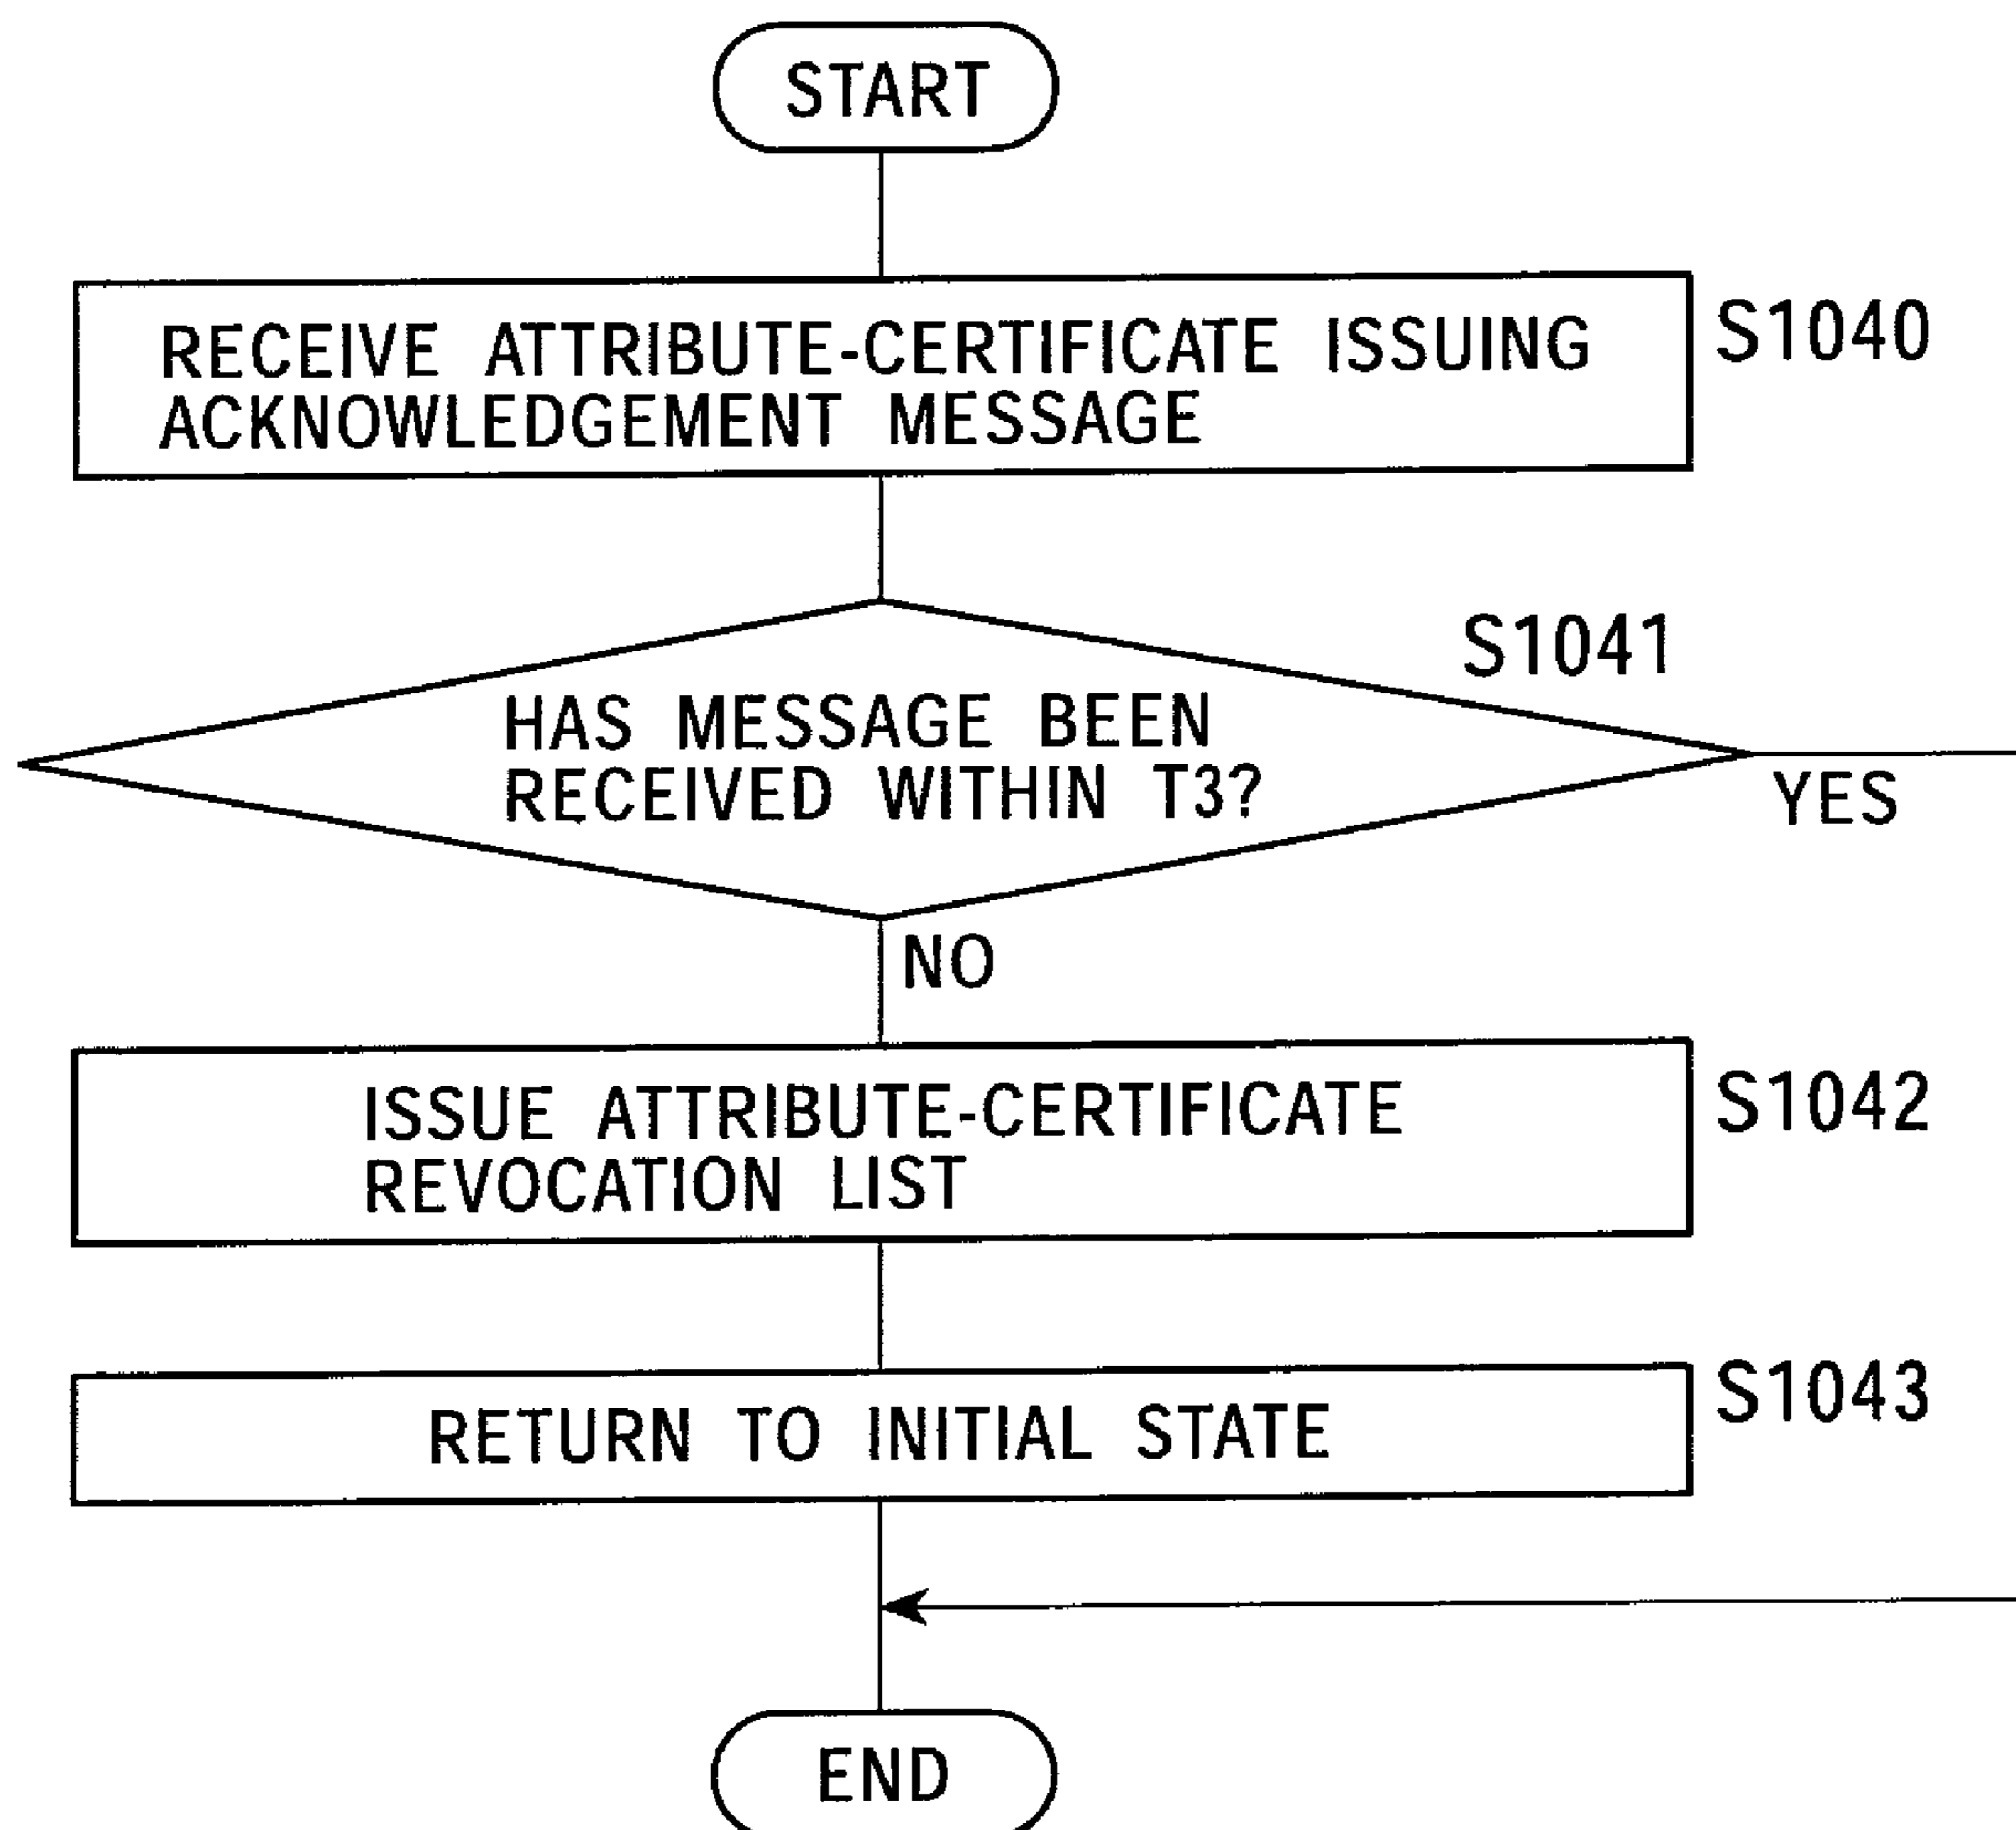 START
RECEIVE ATTRIBUTE-CERTIFICATE ISSUING
ACKNOWLEDGEMENT MESSAGE
S1040
S1041
HAS MESSAGE BEEN
RECEIVED WITHIN T3?
YES
NO
ISSUE ATTRIBUTE-CERTIFICATE
REVOCATION LIST
S1042
RETURN TO INITIAL STATE
S1043
END